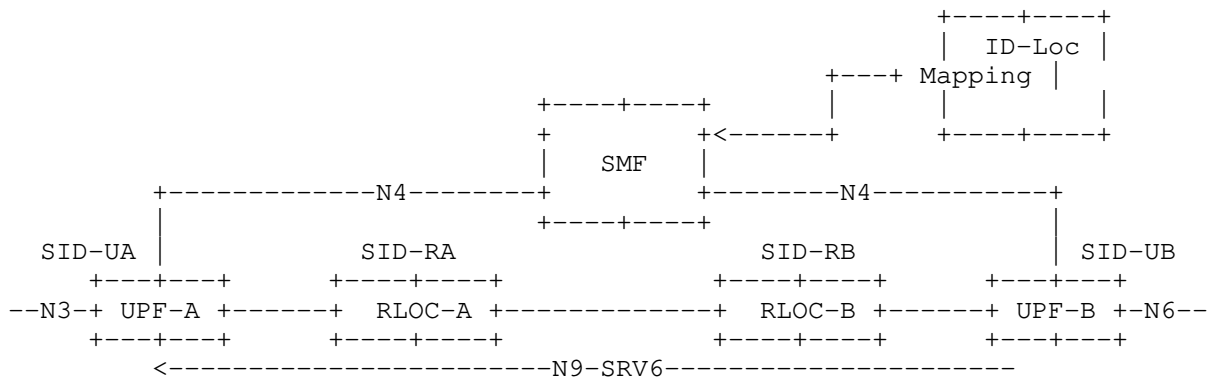 ID-Loc
Mapping
SMF
N4 N4
SID-UA SID-RA SID-RB SID-UB
N3 UPF-A RLOC-A RLOC-B UPF-B N6
N9-SRV6